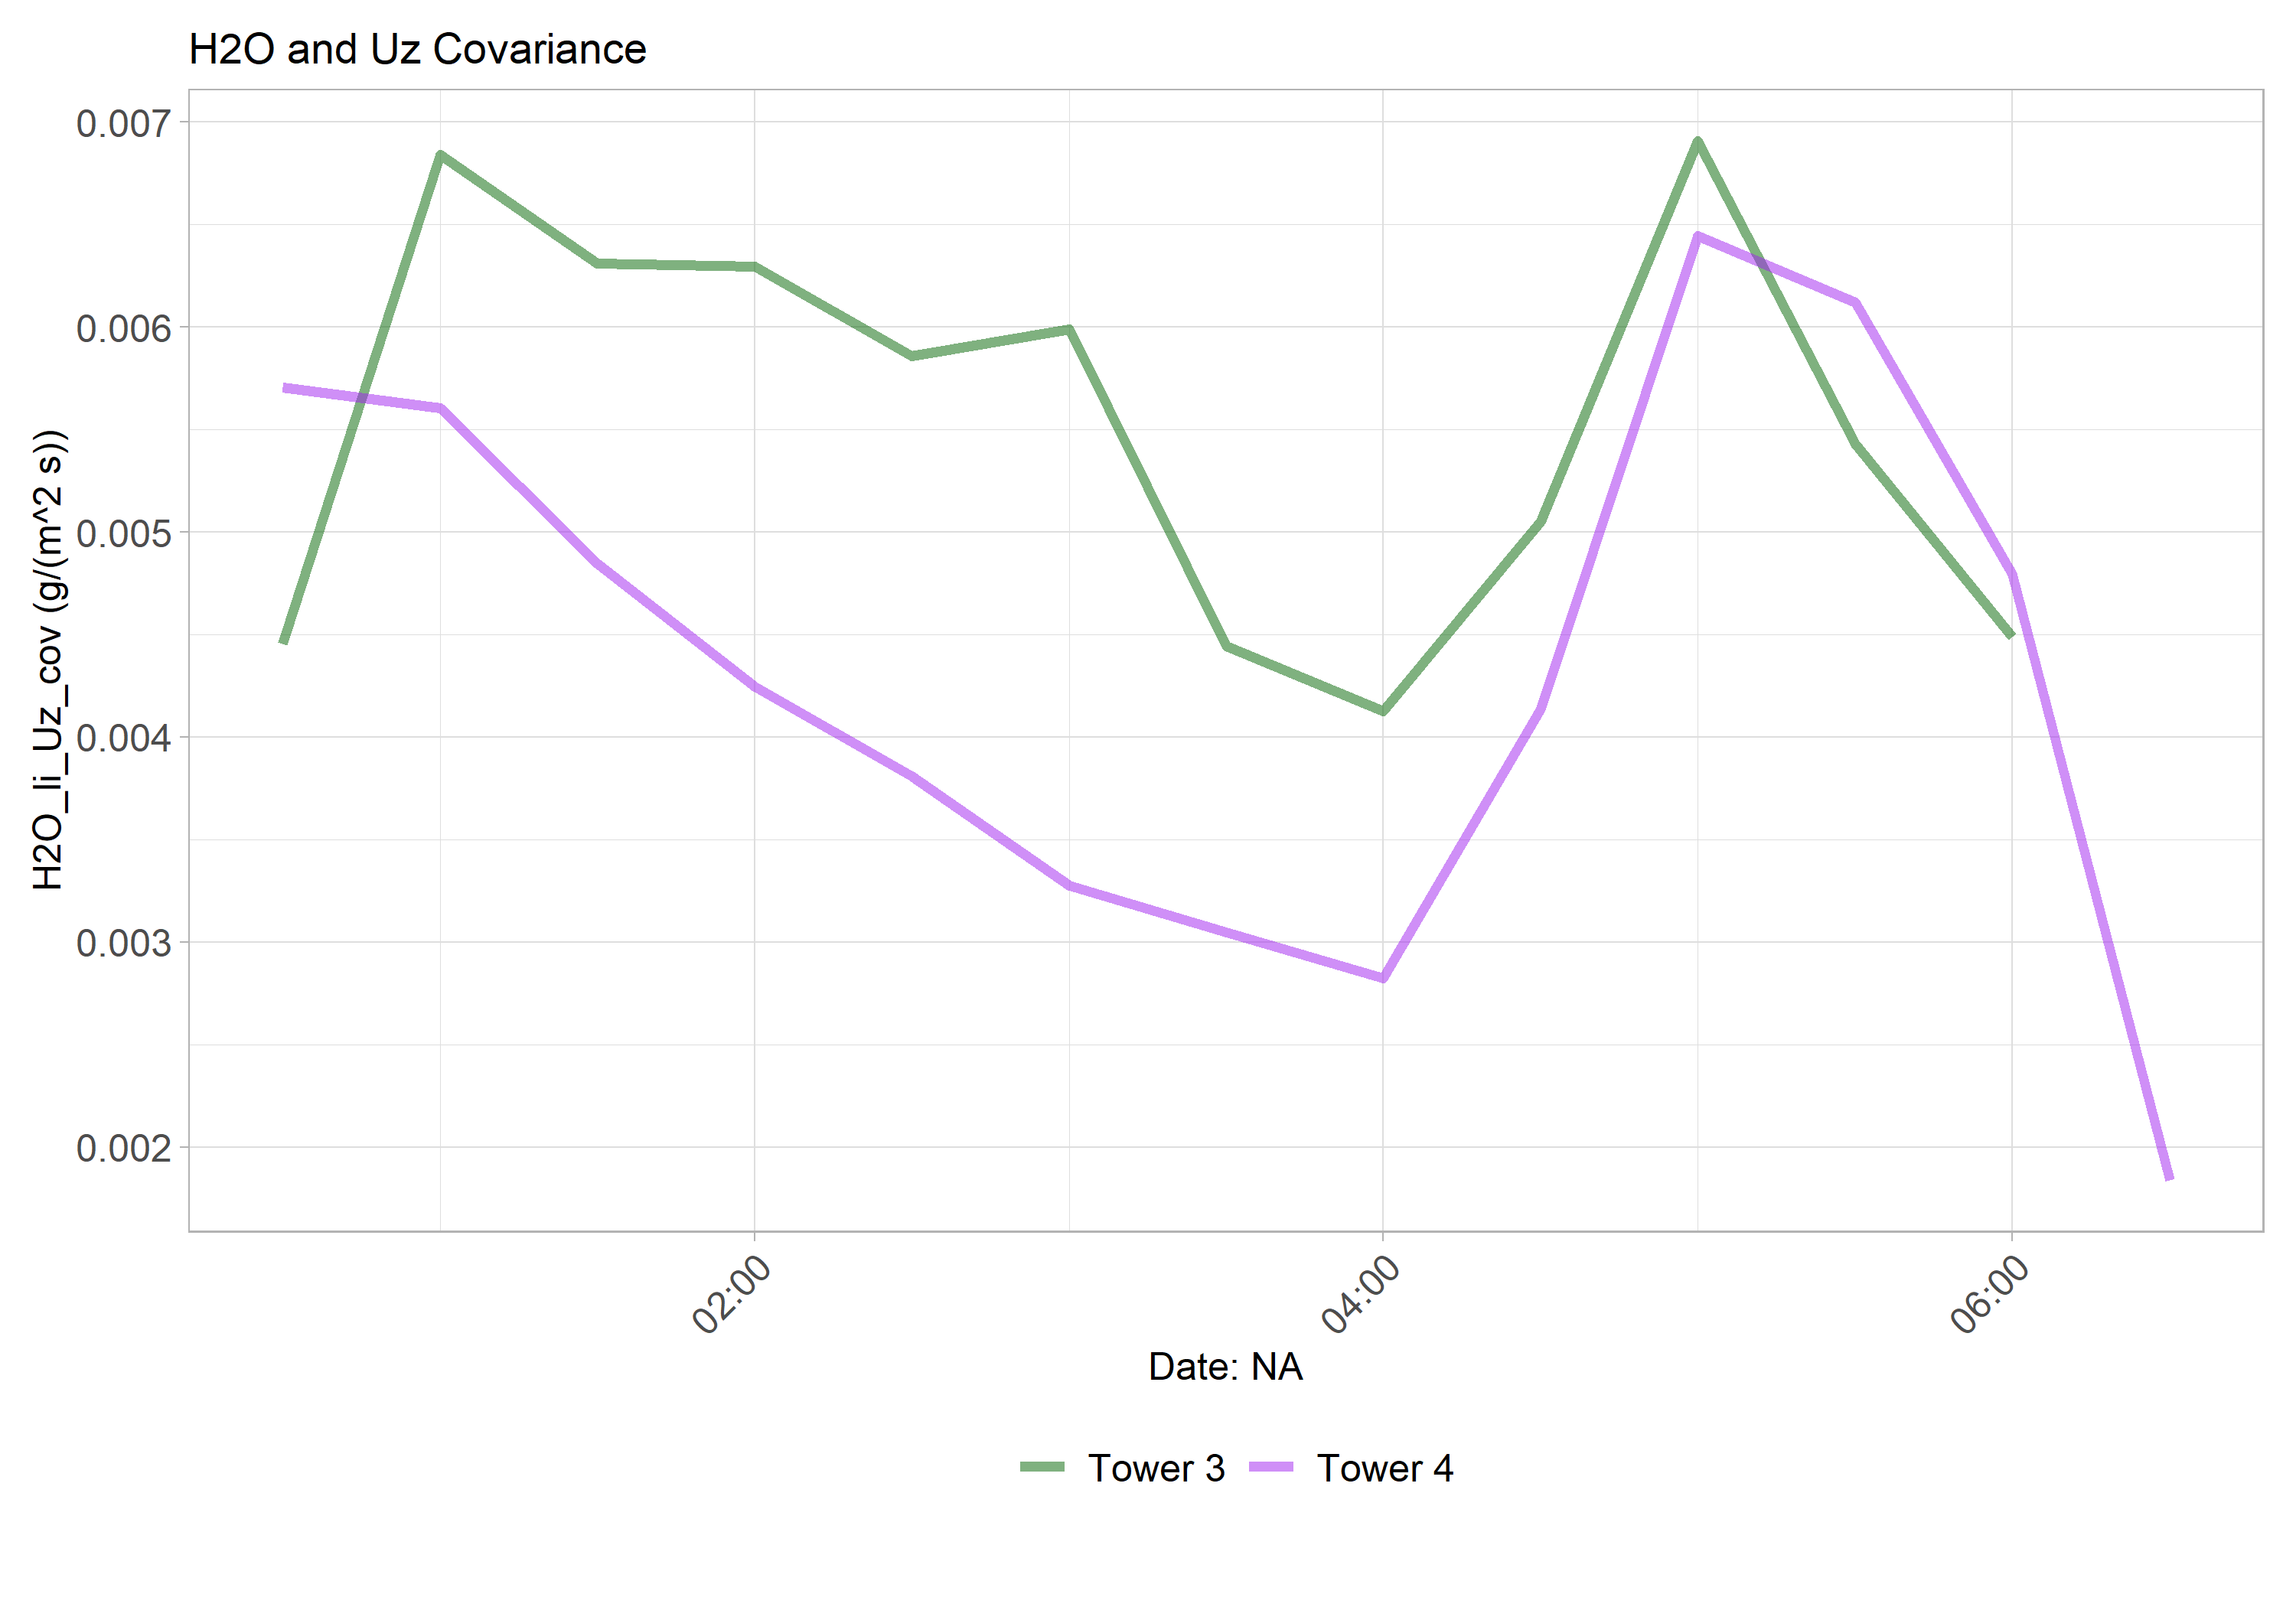 H2O and Uz Covariance
H2O_li_Uz_cov (g/(m^2 s))
0.007
0.006
0.005
0.004
0.003
0.002
02:00
04:00
06:00
Date: NA
Tower 3 Tower 4